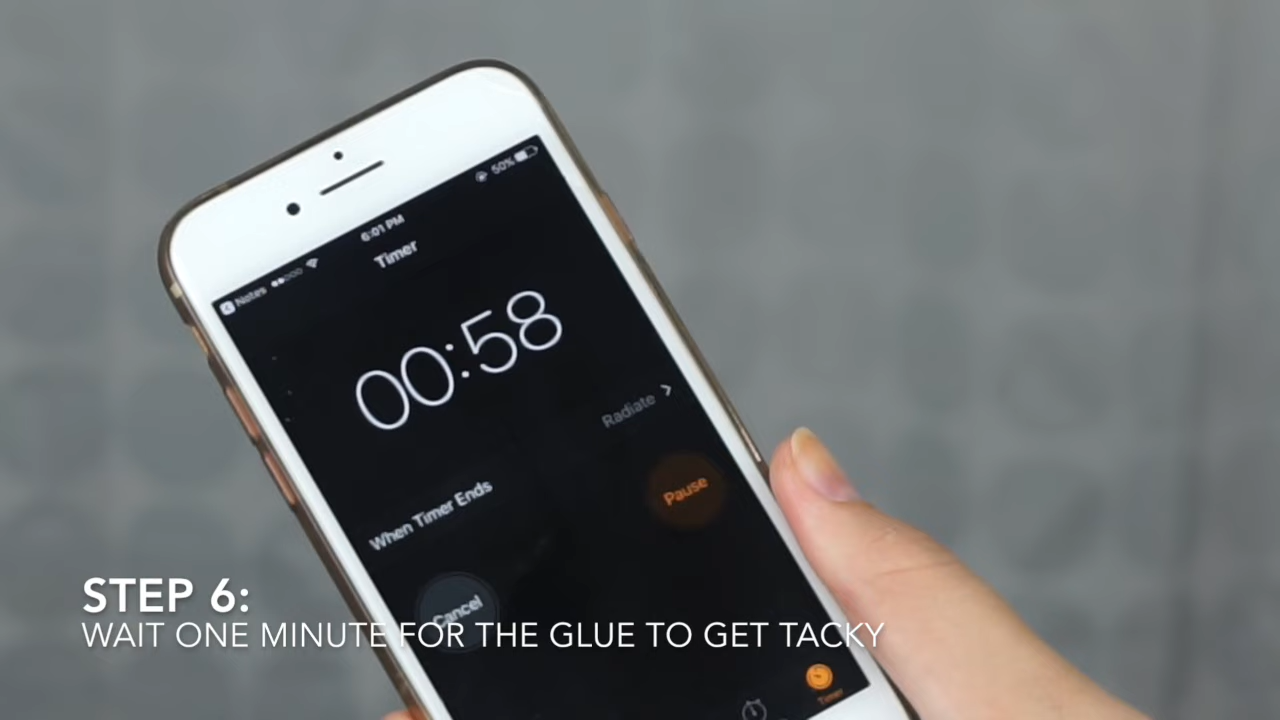 50%
6:01 PM
Notes
Timer
00:58
Radiate
When Timer Ends
Pause
Cancel
Timer
STEP 6:
WAIT ONE MINUTE FOR THE GLUE TO GET TACKY